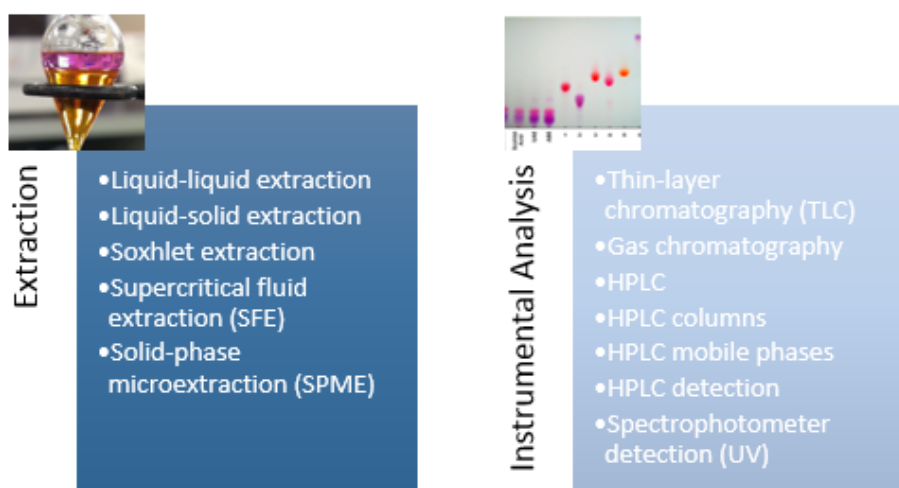 Extraction
•Liquid-liquid extraction
•Liquid-solid extraction
•Soxhlet extraction
•Supercritical fluid
extraction (SFE)
•Solid-phase
microextraction (SPME)
Instrumental Analysis
•Thin-layer
chromatography (TLC)
•Gas chromatography
•HPLC
•HPLC columns
•HPLC mobile phases
•HPLC detection
•Spectrophotometer
detection (UV)